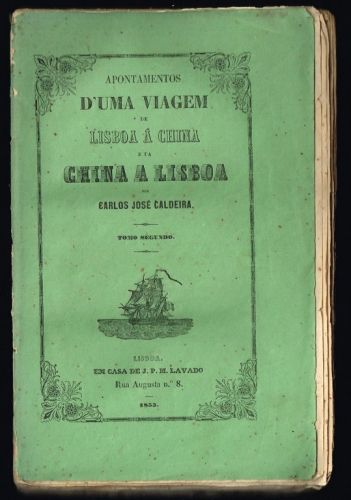 APONTAMENTOS
D'UMA VIAGEM
DE
LISBOA Á CHINA
E DA
CHINA A LISBOA
POR
CARLOS JOSÉ CALDEIRA.
TOMO SEGUNDO.
LISBOA.
EM CASA DE J. P. M. LAVADO
Rua Augusta n.º 8.
1853.